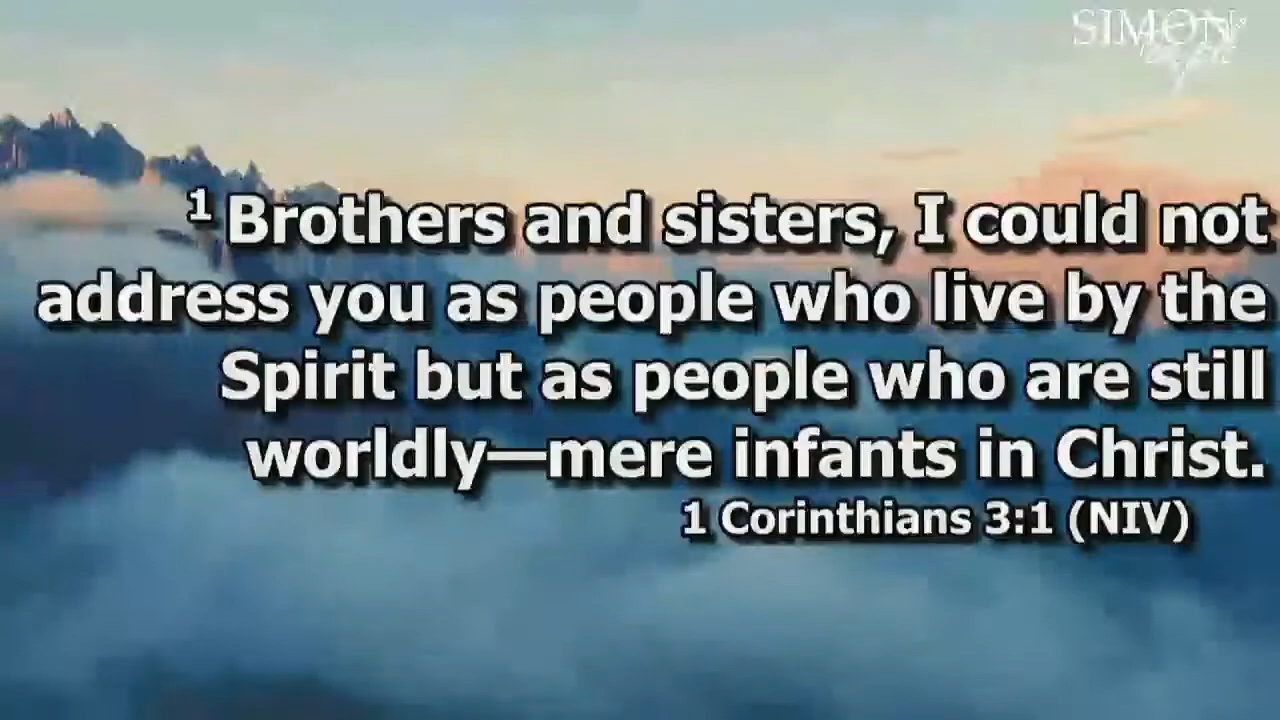 SIMON
¹ Brothers and sisters, I could not
address you as people who live by the
Spirit but as people who are still
worldly—mere infants in Christ.
1 Corinthians 3:1 (NIV)